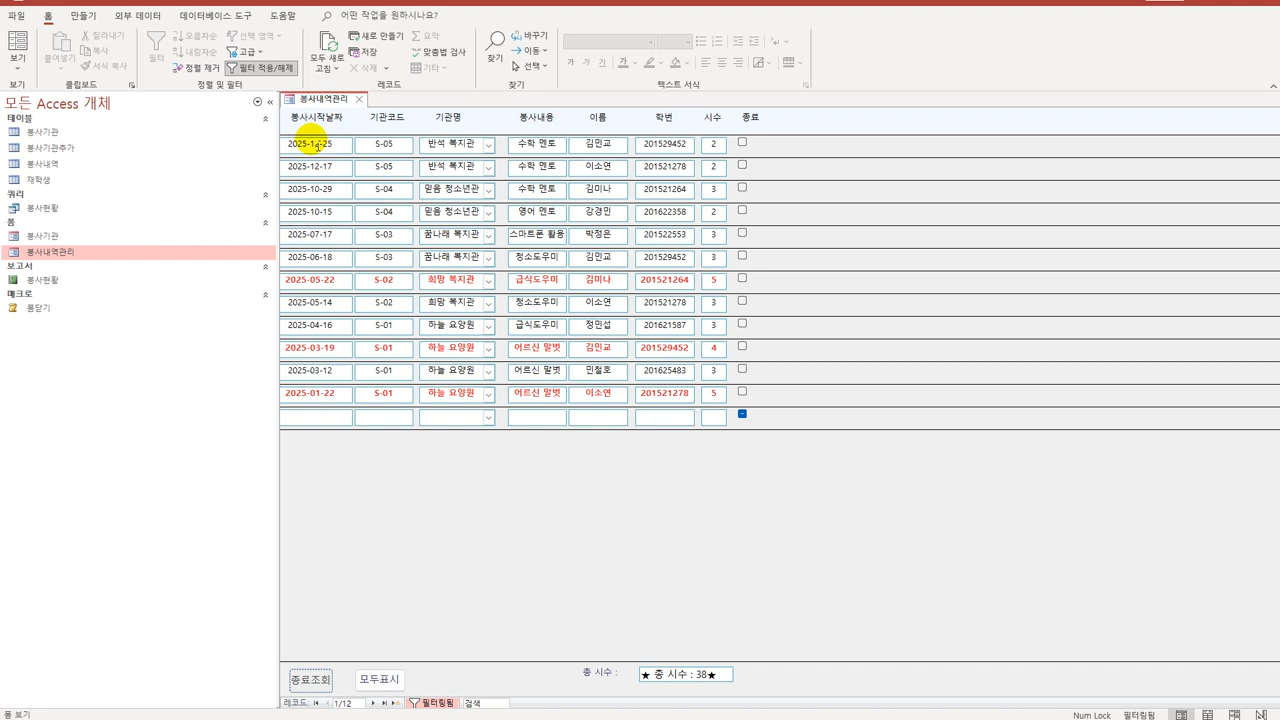 파일 홈 만들기 외부 데이터 데이터베이스 도구 도움말 어떤 작업을 원하시나요?
보기 붙여넣기 잘라내기 복사 서식 복사 필터 오름차순 내림차순 정렬 제거 선택 영역 고급 필터 적용/해제 모두 새로 고침 새로 만들기 저장 삭제 요약 맞춤법 검사 기타 찾기 바꾸기 이동 선택
보기 클립보드 정렬 및 필터 레코드 찾기 텍스트 서식
모든 Access 개체
테이블
봉사기관
봉사기관추가
봉사내역
재학생
쿼리
봉사현황
폼
봉사기관
봉사내역관리
보고서
봉사현황
매크로
폼닫기
봉사내역관리
봉사시작날짜 기관코드 기관명 봉사내용 이름 학번 시수 종료
S-05 반석 복지관 수학 멘토 김민교 201529452 2
2025-12-17 S-05 반석 복지관 수학 멘토 이소연 201521278 2
2025-10-29 S-04 믿음 청소년관 수학 멘토 김미나 201521264 3
2025-10-15 S-04 믿음 청소년관 영어 멘토 강경민 201622358 2
2025-07-17 S-03 꿈나래 복지관 스마트폰 활용 박정은 201522553 3
2025-06-18 S-03 꿈나래 복지관 청소도우미 김민교 201529452 3
2025-05-22 S-02 희망 복지관 급식도우미 김미나 201521264 5
2025-05-14 S-02 희망 복지관 청소도우미 이소연 201521278 3
2025-04-16 S-01 하늘 요양원 급식도우미 정민섭 201621587 3
2025-03-19 S-01 하늘 요양원 어르신 말벗 김민교 201529452 4
2025-03-12 S-01 하늘 요양원 어르신 말벗 민철호 201625483 3
2025-01-22 S-01 하늘 요양원 어르신 말벗 이소연 201521278 5
종료조회 모두표시 총 시수 : ★ 총 시수 : 38★
레코드: 1/12 필터링됨 검색
폼 보기 Num Lock 필터링됨